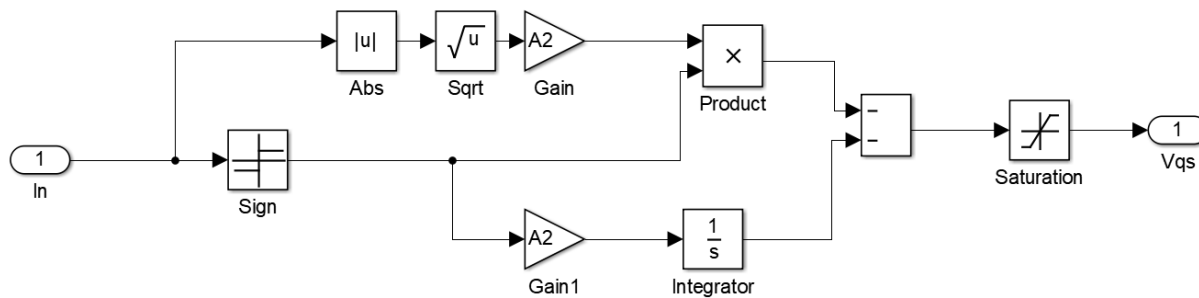 |u|
Abs
√u
Sqrt
A2
Gain
×
Product
1
In
Sign
A2
Gain1
1
s
Integrator
−
−
Saturation
1
Vqs